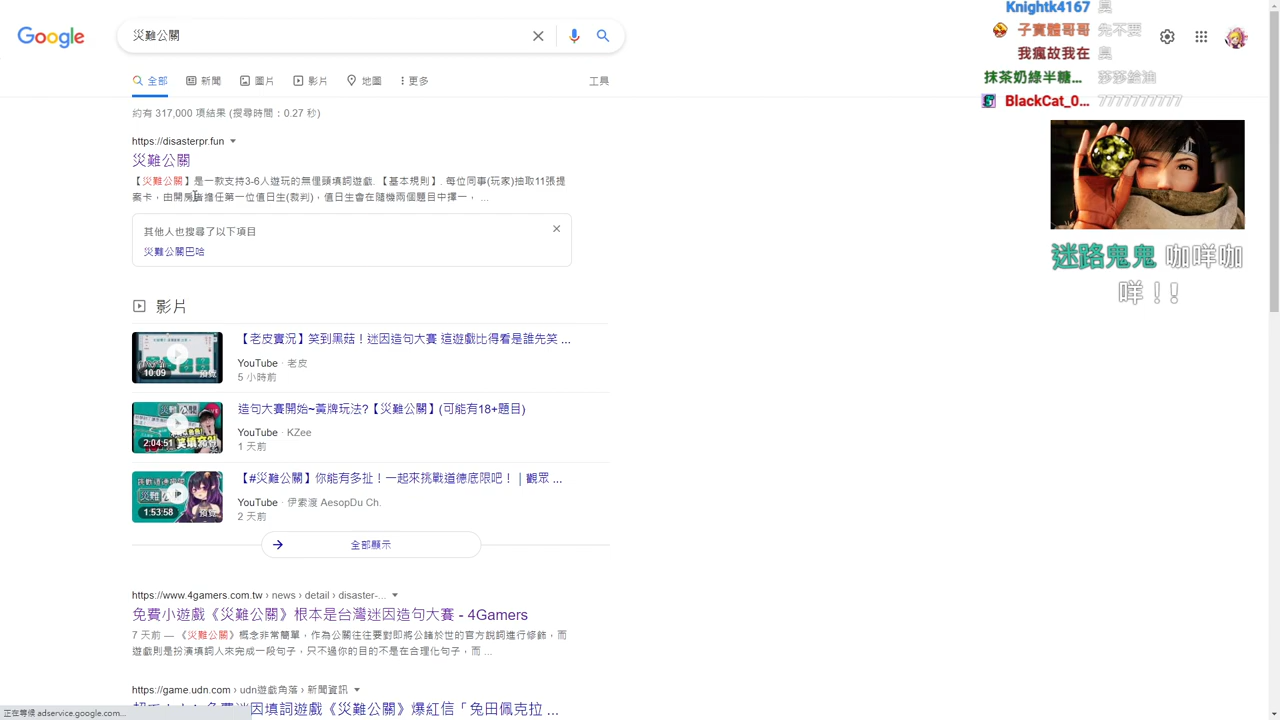 Google
災難公關
全部
新聞
圖片
影片
地圖
更多
工具
約有 317,000 項結果 (搜尋時間：0.27 秒)
https://disasterpr.fun
災難公關
【災難公關】是一款支持3-6人遊玩的無俚頭填詞遊戲. 【基本規則】. 每位同事(玩家)抽取11張提
案卡，由開房者擔任第一位值日生(裁判)，值日生會在隨機兩個題目中擇一， ...
其他人也搜尋了以下項目
災難公關巴哈
影片
【老皮實況】笑到黑菇！迷因造句大賽 這遊戲比得看是誰先笑 ...
YouTube · 老皮
5 小時前
10:09
造句大賽開始~黃牌玩法?【災難公關】(可能有18+題目)
YouTube · KZee
1 天前
2:04:51
【#災難公關】你能有多扯！一起來挑戰道德底限吧！｜觀眾 ...
YouTube · 伊索渡 AesopDu Ch.
2 天前
1:53:58
全部顯示
https://www.4gamers.com.tw › news › detail › disaster-...
免費小遊戲《災難公關》根本是台灣迷因造句大賽 - 4Gamers
7 天前 — 《災難公關》概念非常簡單，作為公關往往要對即將公諸於世的官方說詞進行修飾，而
遊戲則是扮演填詞人來完成一段句子，只不過你的目的不是在合理化句子，而 ...
https://game.udn.com › udn遊戲角落 › 新聞資訊
因填詞遊戲《災難公關》爆紅信「兔田佩克拉 ...
正在等候 adservice.google.com...
Knightk4167 萬
子實體哥哥 先不要
我瘋故我在 萬
抹茶奶綠半糖... 莎莎給油
BlackCat_0... 7777777777
迷路鬼鬼 咖咩咖
咩！！